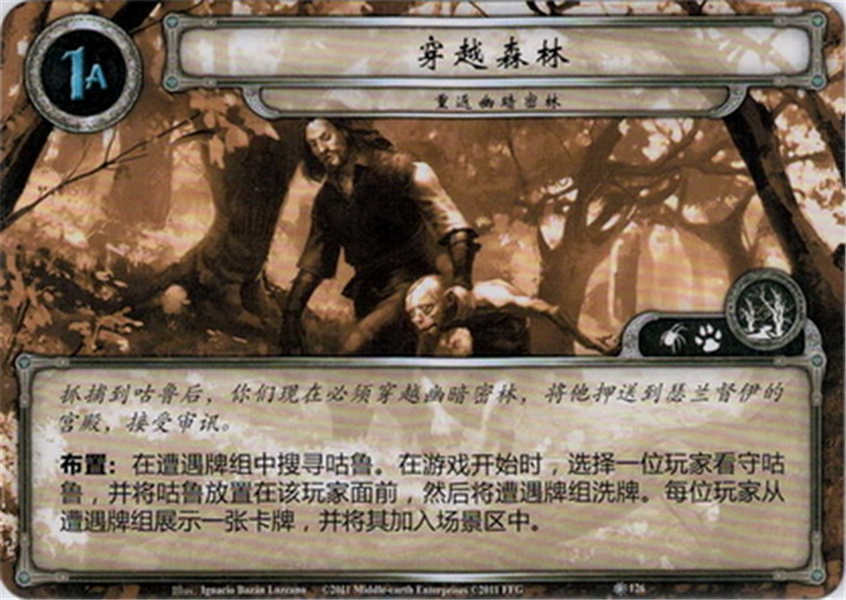 1A
穿越森林
重返幽暗密林
抓捕到咕鲁后，你们现在必须穿越幽暗密林，将他押送到瑟兰督伊的
宫殿，接受审讯。
布置：在遭遇牌组中搜寻咕鲁。在游戏开始时，选择一位玩家看守咕
鲁，并将咕鲁放置在该玩家面前，然后将遭遇牌组洗牌。每位玩家从
遭遇牌组展示一张卡牌，并将其加入场景区中。
Illus. Ignacio Bazán Lazcano ©2011 Middle-earth Enterprises ©2011 FFG 126